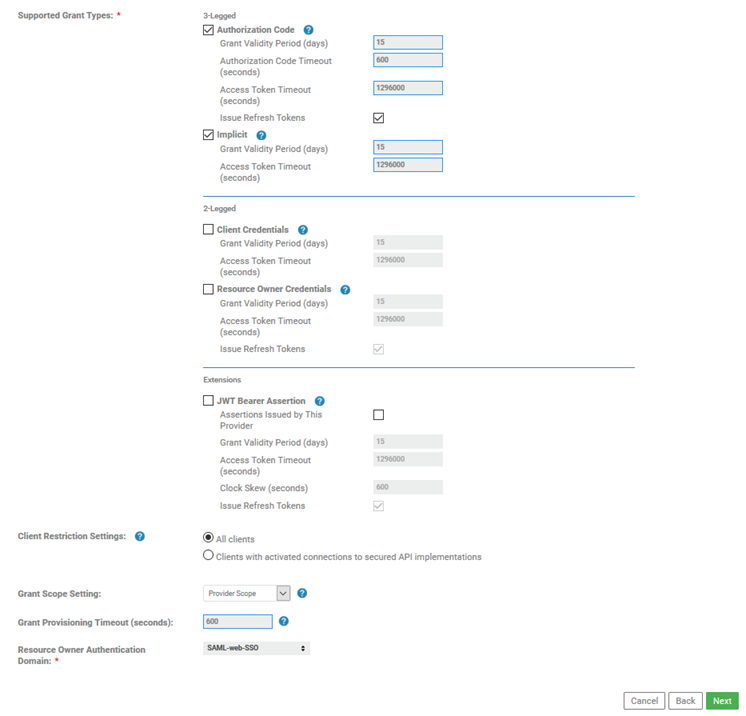 Supported Grant Types: *
3-Legged
Authorization Code ?
Grant Validity Period (days) 15
Authorization Code Timeout 600
(seconds)
Access Token Timeout 1296000
(seconds)
Issue Refresh Tokens
Implicit ?
Grant Validity Period (days) 15
Access Token Timeout 1296000
(seconds)
2-Legged
Client Credentials ?
Grant Validity Period (days) 15
Access Token Timeout 1296000
(seconds)
Resource Owner Credentials ?
Grant Validity Period (days) 15
Access Token Timeout 1296000
(seconds)
Issue Refresh Tokens
Extensions
JWT Bearer Assertion ?
Assertions Issued by This
Provider
Grant Validity Period (days) 15
Access Token Timeout 1296000
(seconds)
Clock Skew (seconds) 600
Issue Refresh Tokens
Client Restriction Settings: ? All clients
Clients with activated connections to secured API implementations
Grant Scope Setting: Provider Scope ?
Grant Provisioning Timeout (seconds): 600 ?
Resource Owner Authentication SAML-web-SSO
Domain: *
Cancel Back Next